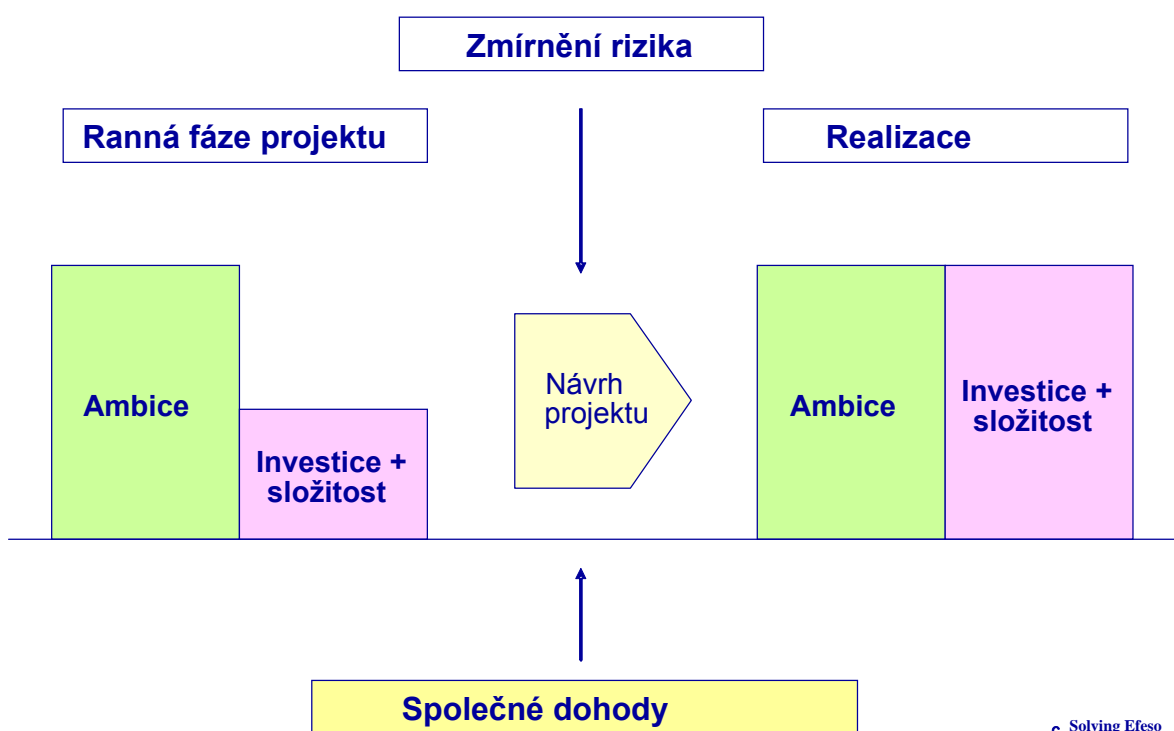 Zmírnění rizika
Ranná fáze projektu
Realizace
Ambice
Investice +
složitost
Návrh
projektu
Ambice
Investice +
složitost
Společné dohody
Solving Efeso